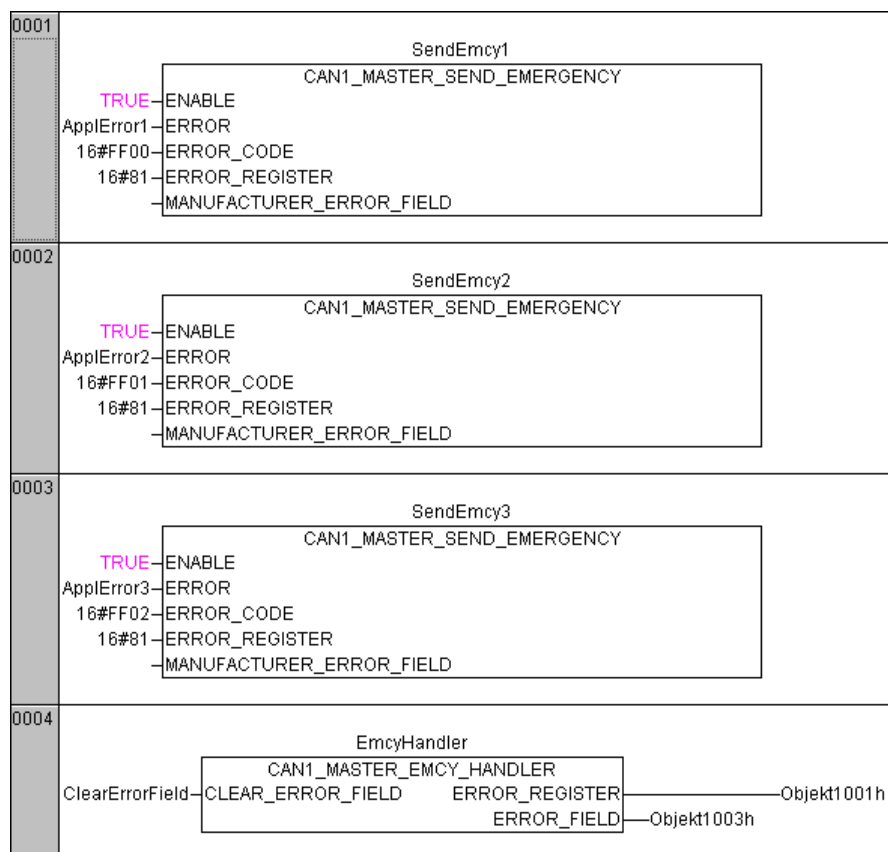 0001
SendEmcy1
CAN1_MASTER_SEND_EMERGENCY
TRUE ENABLE
ApplError1 ERROR
16#FF00 ERROR_CODE
16#81 ERROR_REGISTER
MANUFACTURER_ERROR_FIELD
0002
SendEmcy2
CAN1_MASTER_SEND_EMERGENCY
TRUE ENABLE
ApplError2 ERROR
16#FF01 ERROR_CODE
16#81 ERROR_REGISTER
MANUFACTURER_ERROR_FIELD
0003
SendEmcy3
CAN1_MASTER_SEND_EMERGENCY
TRUE ENABLE
ApplError3 ERROR
16#FF02 ERROR_CODE
16#81 ERROR_REGISTER
MANUFACTURER_ERROR_FIELD
0004
EmcyHandler
CAN1_MASTER_EMCY_HANDLER
ClearErrorField CLEAR_ERROR_FIELD ERROR_REGISTER Objekt1001h
ERROR_FIELD Objekt1003h